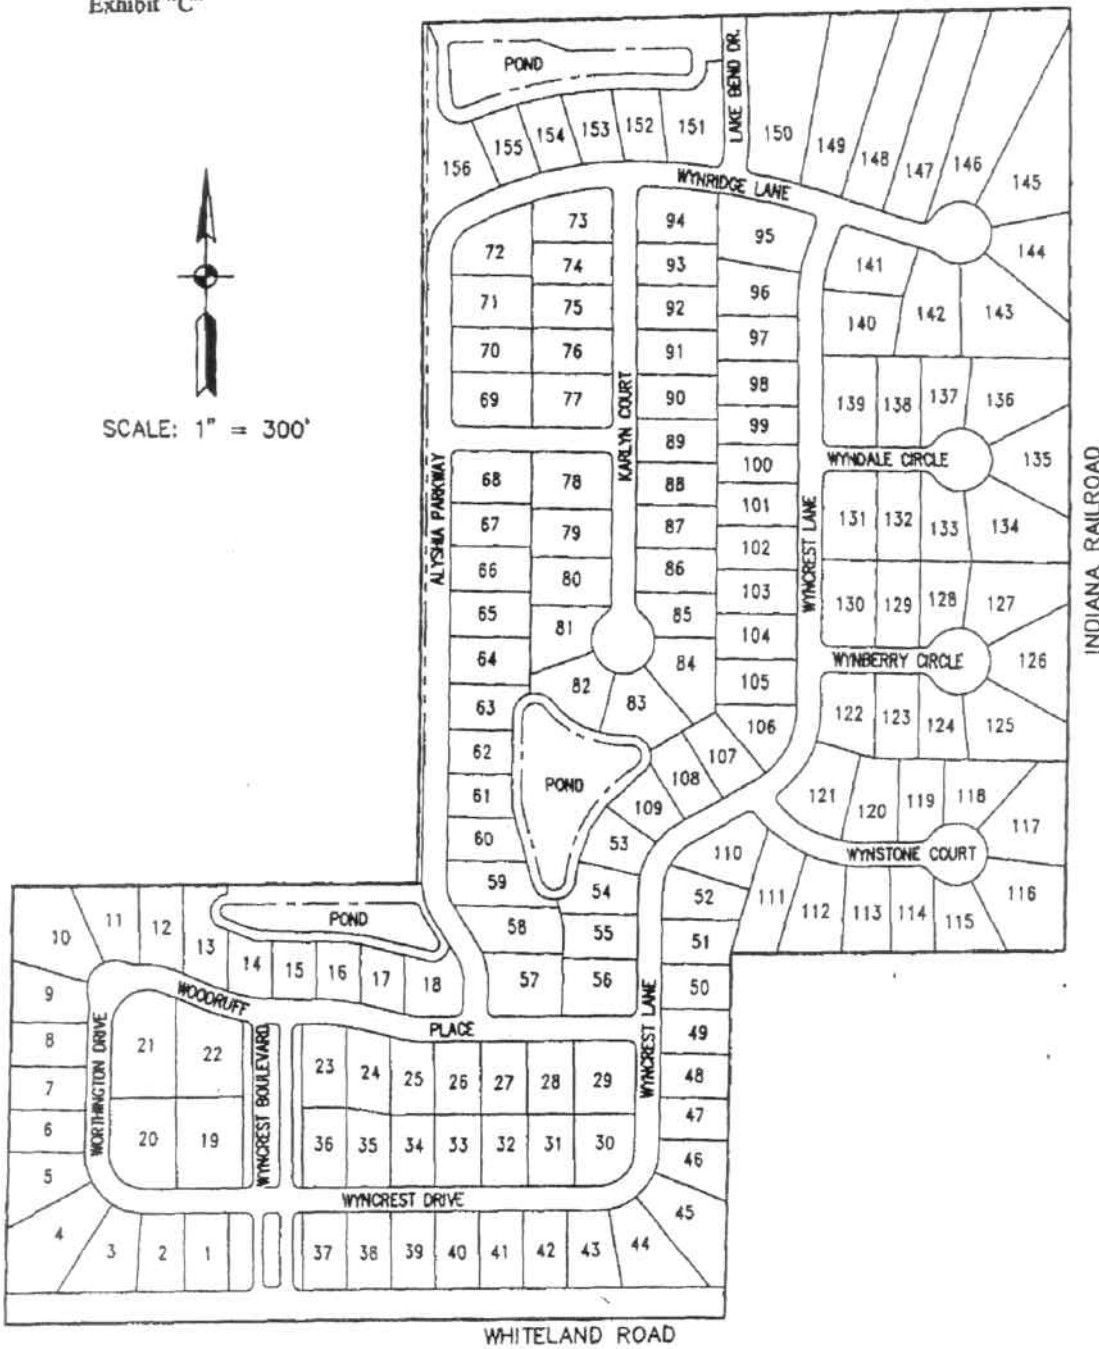 Exhibit "C"
POND
LAKE BEND DR.
156 155 154 153 152 151 150 149 148 147 146 145
WYNRIDGE LANE
144
73 94 95
72 141
74 93
71 75 92 96 140 142 143
70 76 91 97
69 77 90 98 139 138 137 136
99
SCALE: 1" = 300'
KARLYN COURT
89
WYNDALE CIRCLE
135
ALYSHIA PARKWAY
68 78 88 100
INDIANA RAILROAD
WYNCREST LANE
67 79 87 101 131 132 133 134
66 80 86 102
65 81 85 103 130 129 128 127
64 84 104
WYNBERRY CIRCLE
126
63 82 83 105 122 123 124 125
62 106
61 107
POND
108
60 109 53 121 120 119 118 117
WYNSTONE COURT
59 54 110
58 55 52 111 112 113 114 115 116
57 56 51
50
10 11 12 13
POND
9 14 15 16 17 18
WOODRUFF
PLACE
WYNCREST LANE
8 21 22 23 24 25 26 27 28 29 49
7 48
WORTHINGTON DRIVE
WYNCREST BOULEVARD
6 20 19 36 35 34 33 32 31 30 47
5 46
WYNCREST DRIVE
4 3 2 1 37 38 39 40 41 42 43 44 45
WHITELAND ROAD